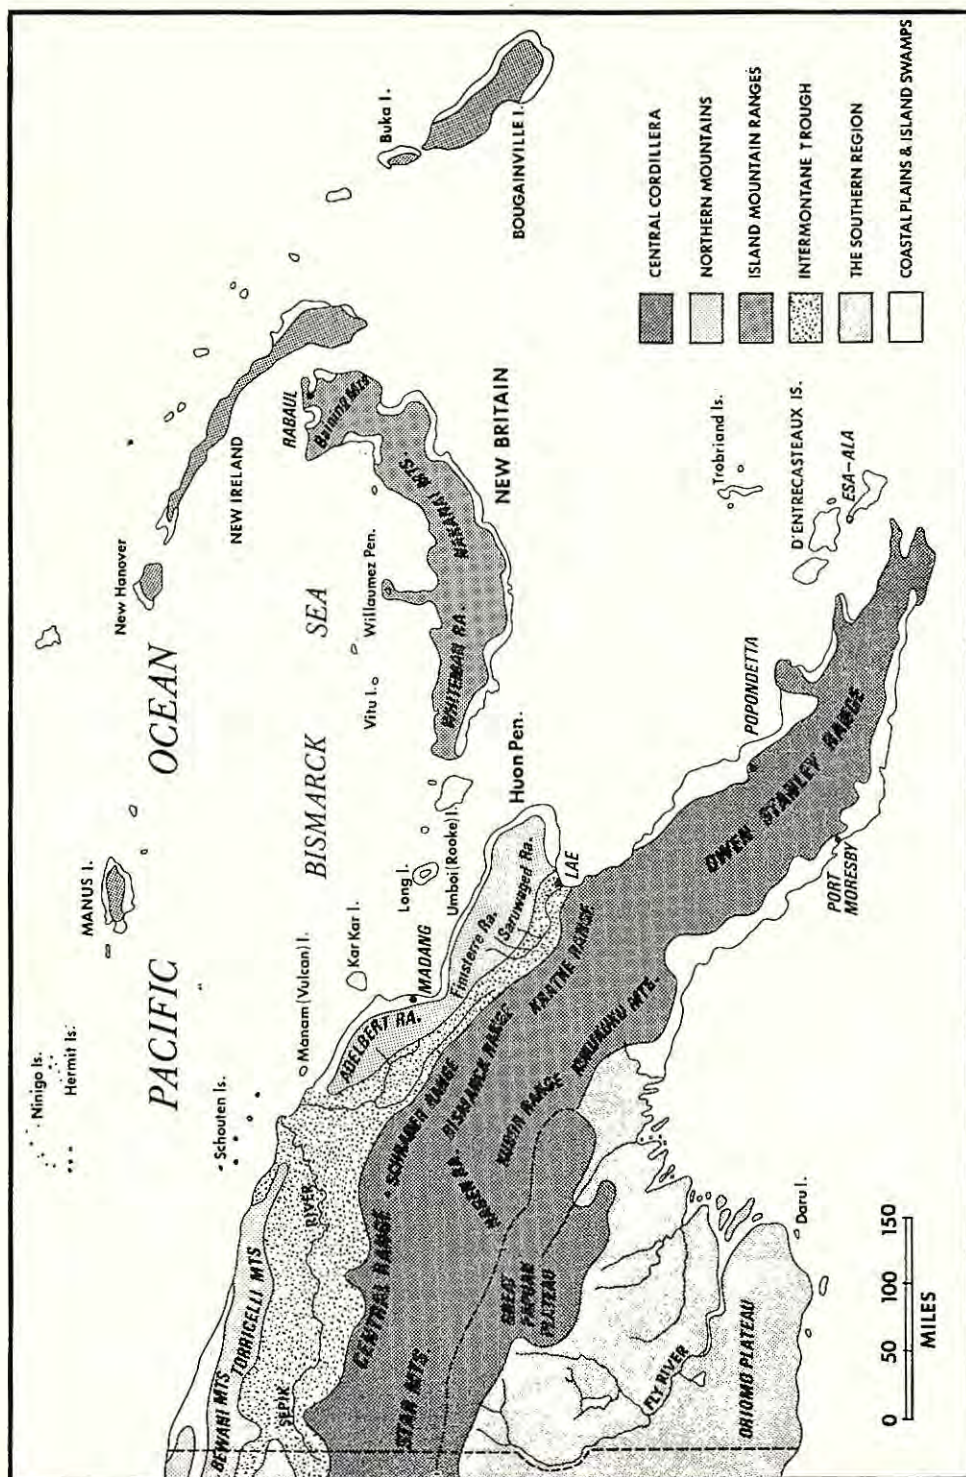 Ninigo Is.
Hermit Is.
MANUS I.
New Hanover
PACIFIC OCEAN
NEW IRELAND
Buka I.
BOUGAINVILLE I.
Schouten Is.
Manam (Vulcan) I.
Kar Kar I.
BISMARCK SEA
Vitu I.
Willaumez Pen.
RABAUL
Baining Mts
NAKANAI MTS.
WHITEMAN RA.
NEW BRITAIN
Long I.
Umboi (Rooke) I.
Huon Pen.
MADANG
ADELBERT RA.
Finisterre Ra.
Saruwaged Ra.
LAE
BEWANI MTS
TORRICELLI MTS
SEPIK RIVER
CENTRAL RANGE
SCHRADER RANGE
BISMARCK RANGE
KRATKE RANGE
STAR MTS.
HAGEN RA.
KUBOR RANGE
KUKUKUKU MTS.
GREAT
PAPUAN
PLATEAU
FLY RIVER
ORIOMO PLATEAU
Daru I.
OWEN STANLEY RANGE
POPONDETTA
PORT
MORESBY
Trobriand Is.
D'ENTRECASTEAUX IS.
ESA-ALA
CENTRAL CORDILLERA
NORTHERN MOUNTAINS
ISLAND MOUNTAIN RANGES
INTERMONTANE TROUGH
THE SOUTHERN REGION
COASTAL PLAINS & ISLAND SWAMPS
0 50 100 150
MILES